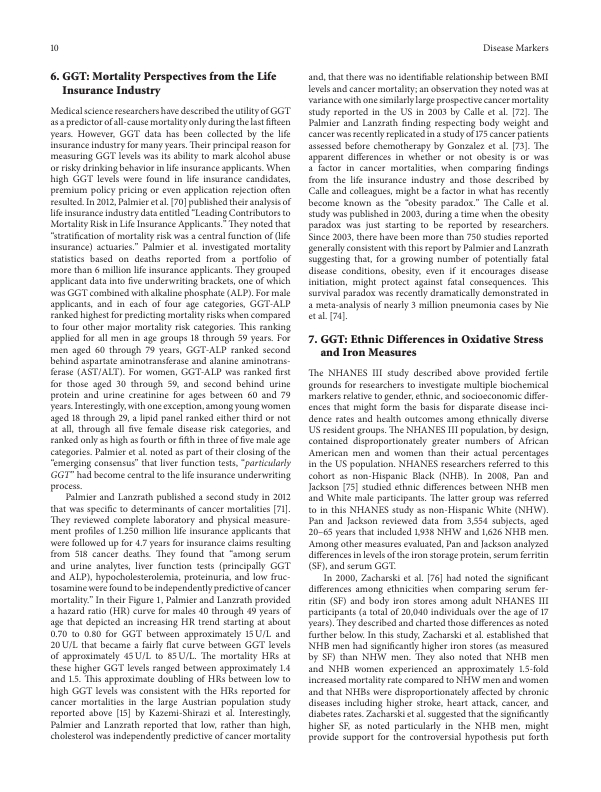 10
Disease Markers
6. GGT: Mortality Perspectives from the Life
Insurance Industry
Medical science researchers have described the utility of GGT
as a predictor of all-cause mortality only during the last fifteen
years. However, GGT data has been collected by the life
insurance industry for many years. Their principal reason for
measuring GGT levels was its ability to mark alcohol abuse
or risky drinking behavior in life insurance applicants. When
high GGT levels were found in life insurance candidates,
premium policy pricing or even application rejection often
resulted. In 2012, Palmier et al. [70] published their analysis of
life insurance industry data entitled “Leading Contributors to
Mortality Risk in Life Insurance Applicants.” They noted that
“stratification of mortality risk was a central function of (life
insurance) actuaries.” Palmier et al. investigated mortality
statistics based on deaths reported from a portfolio of
more than 6 million life insurance applicants. They grouped
applicant data into five underwriting brackets, one of which
was GGT combined with alkaline phosphate (ALP). For male
applicants, and in each of four age categories, GGT-ALP
ranked highest for predicting mortality risks when compared
to four other major mortality risk categories. This ranking
applied for all men in age groups 18 through 59 years. For
men aged 60 through 79 years, GGT-ALP ranked second
behind aspartate aminotransferase and alanine aminotrans-
ferase (AST/ALT). For women, GGT-ALP was ranked first
for those aged 30 through 59, and second behind urine
protein and urine creatinine for ages between 60 and 79
years. Interestingly, with one exception, among young women
aged 18 through 29, a lipid panel ranked either third or not
at all, through all five female disease risk categories, and
ranked only as high as fourth or fifth in three of five male age
categories. Palmier et al. noted as part of their closing of the
“emerging consensus” that liver function tests, “particularly
GGT” had become central to the life insurance underwriting
process.
Palmier and Lanzrath published a second study in 2012
that was specific to determinants of cancer mortalities [71].
They reviewed complete laboratory and physical measure-
ment profiles of 1.250 million life insurance applicants that
were followed up for 4.7 years for insurance claims resulting
from 518 cancer deaths. They found that “among serum
and urine analytes, liver function tests (principally GGT
and ALP), hypocholesterolemia, proteinuria, and low fruc-
tosamine were found to be independently predictive of cancer
mortality.” In their Figure 1, Palmier and Lanzrath provided
a hazard ratio (HR) curve for males 40 through 49 years of
age that depicted an increasing HR trend starting at about
0.70 to 0.80 for GGT between approximately 15 U/L and
20 U/L that became a fairly flat curve between GGT levels
of approximately 45 U/L to 85 U/L. The mortality HRs at
these higher GGT levels ranged between approximately 1.4
and 1.5. This approximate doubling of HRs between low to
high GGT levels was consistent with the HRs reported for
cancer mortalities in the large Austrian population study
reported above [15] by Kazemi-Shirazi et al. Interestingly,
Palmier and Lanzrath reported that low, rather than high,
cholesterol was independently predictive of cancer mortality
and, that there was no identifiable relationship between BMI
levels and cancer mortality; an observation they noted was at
variance with one similarly large prospective cancer mortality
study reported in the US in 2003 by Calle et al. [72]. The
Palmier and Lanzrath finding respecting body weight and
cancer was recently replicated in a study of 175 cancer patients
assessed before chemotherapy by Gonzalez et al. [73]. The
apparent differences in whether or not obesity is or was
a factor in cancer mortalities, when comparing findings
from the life insurance industry and those described by
Calle and colleagues, might be a factor in what has recently
become known as the “obesity paradox.” The Calle et al.
study was published in 2003, during a time when the obesity
paradox was just starting to be reported by researchers.
Since 2003, there have been more than 750 studies reported
generally consistent with this report by Palmier and Lanzrath
suggesting that, for a growing number of potentially fatal
disease conditions, obesity, even if it encourages disease
initiation, might protect against fatal consequences. This
survival paradox was recently dramatically demonstrated in
a meta-analysis of nearly 3 million pneumonia cases by Nie
et al. [74].
7. GGT: Ethnic Differences in Oxidative Stress
and Iron Measures
The NHANES III study described above provided fertile
grounds for researchers to investigate multiple biochemical
markers relative to gender, ethnic, and socioeconomic differ-
ences that might form the basis for disparate disease inci-
dence rates and health outcomes among ethnically diverse
US resident groups. The NHANES III population, by design,
contained disproportionately greater numbers of African
American men and women than their actual percentages
in the US population. NHANES researchers referred to this
cohort as non-Hispanic Black (NHB). In 2008, Pan and
Jackson [75] studied ethnic differences between NHB men
and White male participants. The latter group was referred
to in this NHANES study as non-Hispanic White (NHW).
Pan and Jackson reviewed data from 3,554 subjects, aged
20–65 years that included 1,938 NHW and 1,626 NHB men.
Among other measures evaluated, Pan and Jackson analyzed
differences in levels of the iron storage protein, serum ferritin
(SF), and serum GGT.
In 2000, Zacharski et al. [76] had noted the significant
differences among ethnicities when comparing serum fer-
ritin (SF) and body iron stores among adult NHANES III
participants (a total of 20,040 individuals over the age of 17
years). They described and charted those differences as noted
further below. In this study, Zacharski et al. established that
NHB men had significantly higher iron stores (as measured
by SF) than NHW men. They also noted that NHB men
and NHB women experienced an approximately 1.5-fold
increased mortality rate compared to NHW men and women
and that NHBs were disproportionately affected by chronic
diseases including higher stroke, heart attack, cancer, and
diabetes rates. Zacharski et al. suggested that the significantly
higher SF, as noted particularly in the NHB men, might
provide support for the controversial hypothesis put forth